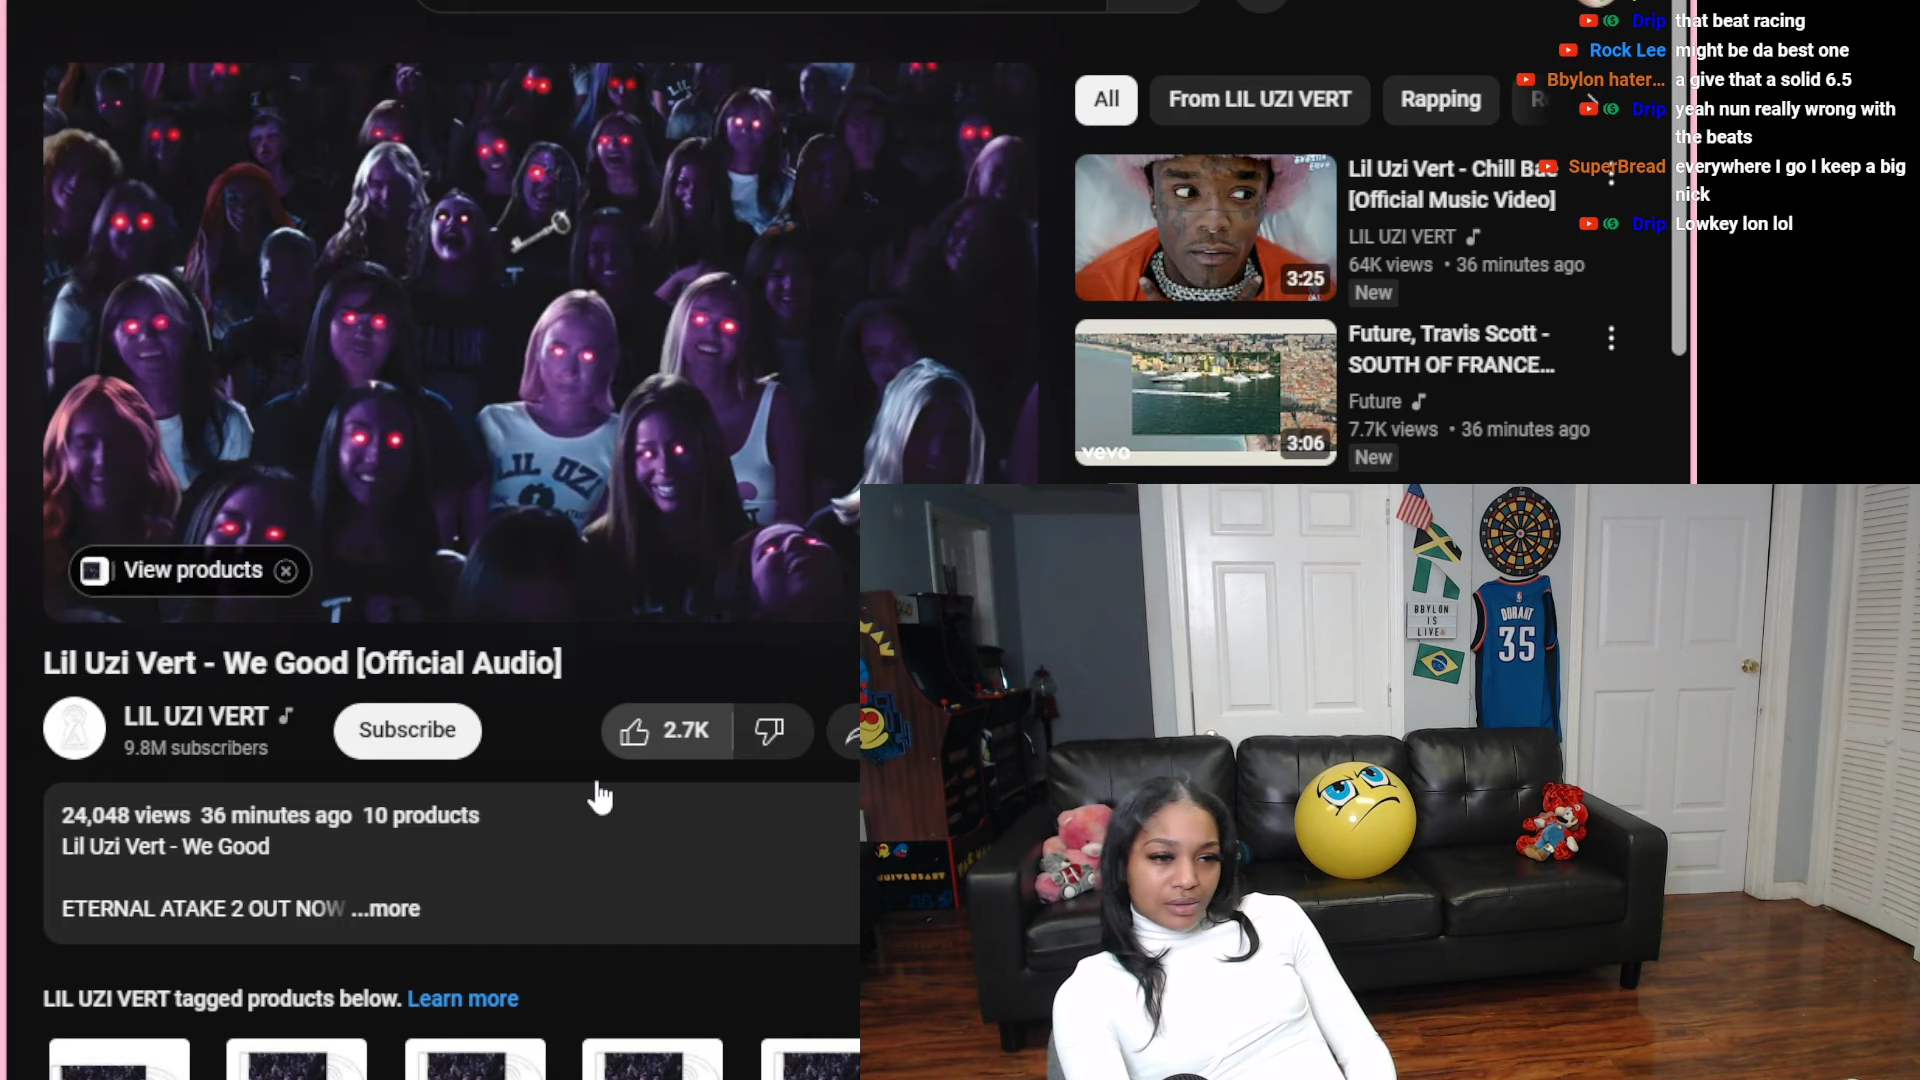 All
From LIL UZI VERT
Rapping
Lil Uzi Vert - Chill Ba
[Official Music Video]
LIL UZI VERT
64K views • 36 minutes ago
New
3:25
Future, Travis Scott -
SOUTH OF FRANCE...
Future
7.7K views • 36 minutes ago
New
3:06
vevo
Drip that beat racing
Rock Lee might be da best one
Bbylon hater... a give that a solid 6.5
Drip yeah nun really wrong with
the beats
SuperBread everywhere I go I keep a big
nick
Drip Lowkey lon lol
LIL UZI
View products
Lil Uzi Vert - We Good [Official Audio]
LIL UZI VERT
9.8M subscribers
Subscribe
2.7K
24,048 views 36 minutes ago 10 products
Lil Uzi Vert - We Good
ETERNAL ATAKE 2 OUT NOW ...more
LIL UZI VERT tagged products below. Learn more
BBYLON
IS
LIVE
DURANT
35